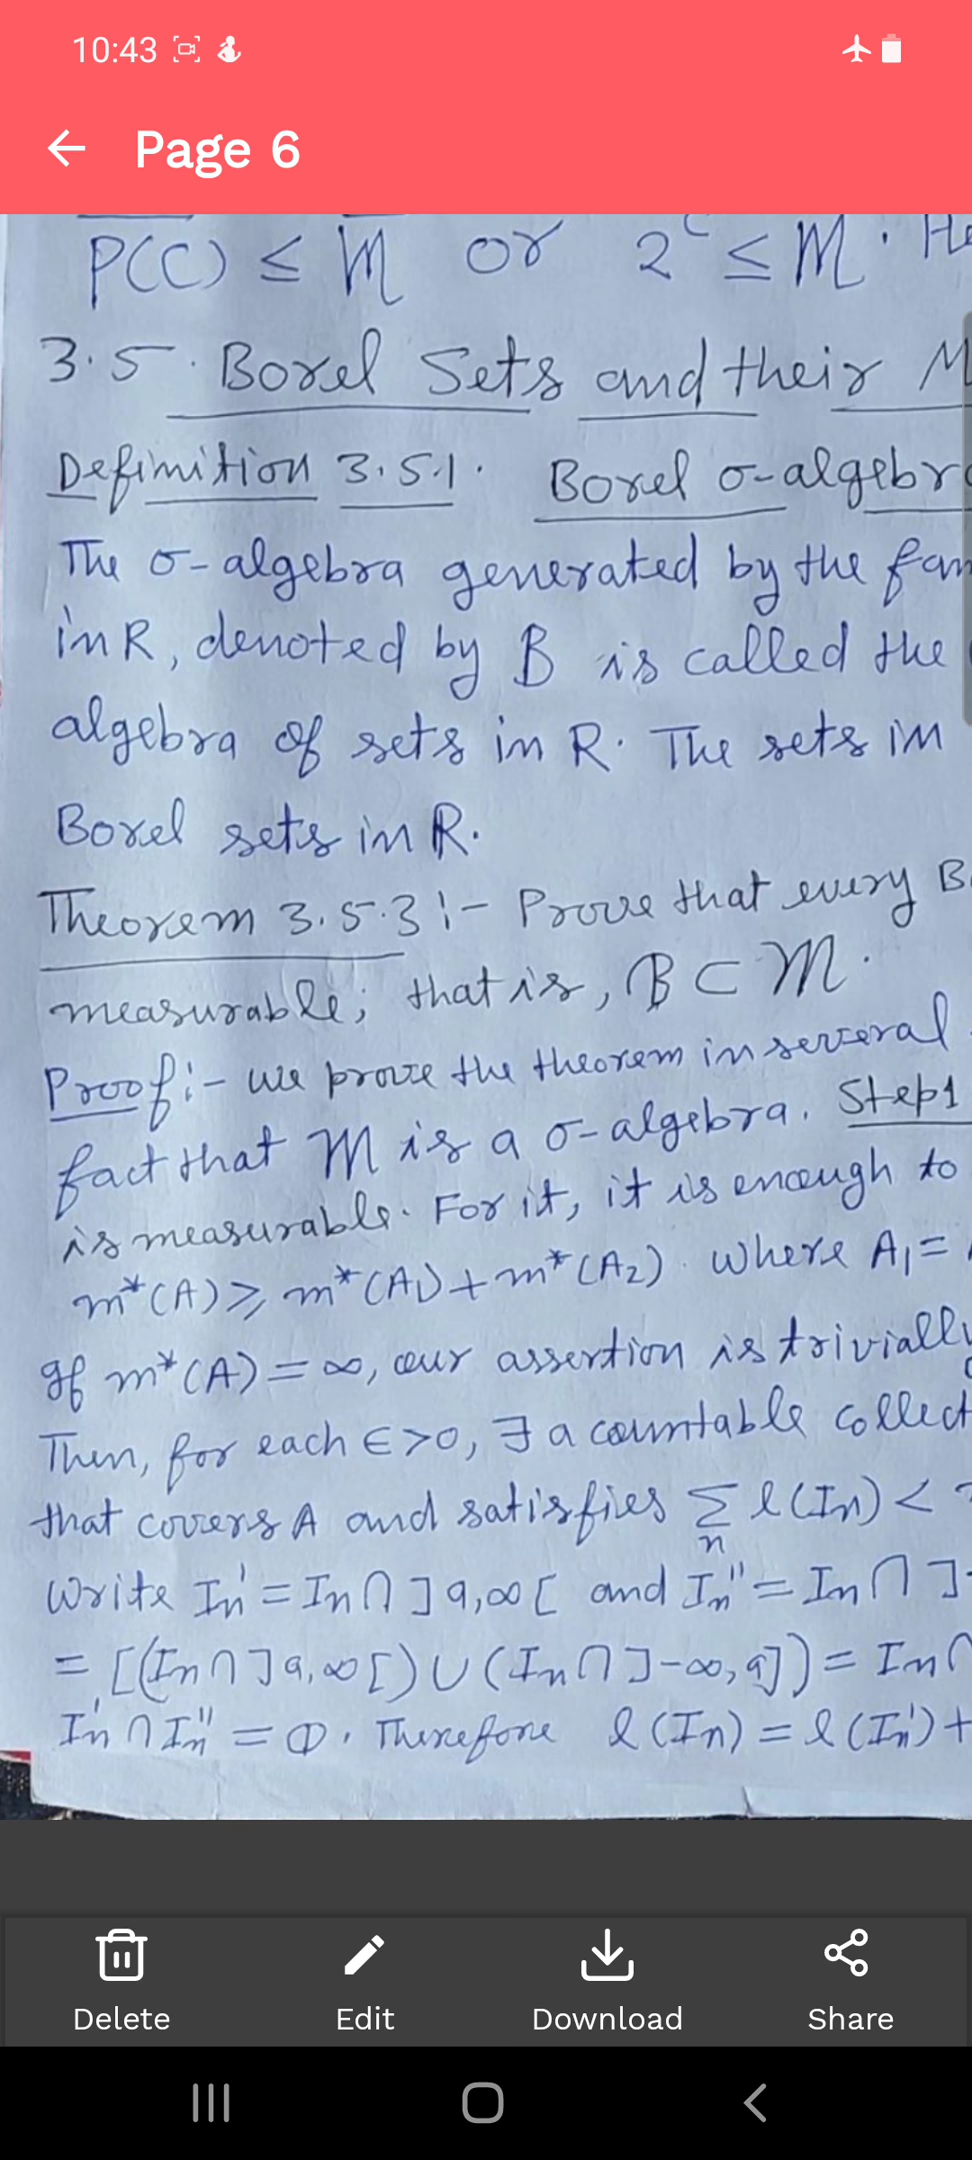 10:43
Page 6
P(C) ≤ M or 2^c ≤ M.
3.5. Borel Sets and their
Definition 3.5.1. Borel σ-algebra
The σ-algebra generated by the fam
in R, denoted by B is called the
algebra of sets in R. The sets in
Borel sets in R.
Theorem 3.5.3:- Prove that every B
measurable; that is, B ⊂ M.
Proof:- we prove the theorem in several
fact that M is a σ-algebra. Step1
is measurable. For it, it is enough to
m*(A) ≥ m*(A1) + m*(A2). Where A1 =
If m*(A) = ∞, our assertion is trivially
Then, for each ϵ>0, ∃ a countable collect
that covers A and satisfies Σ l(In) <
n
Write In' = In ∩ ]a,∞[ and In'' = In ∩ ]-
= [(In ∩ ]a,∞[) ∪ (In ∩ ]-∞,a])] = In ∩
In' ∩ In'' = Φ. Therefore l(In) = l(In') +
Delete
Edit
Download
Share